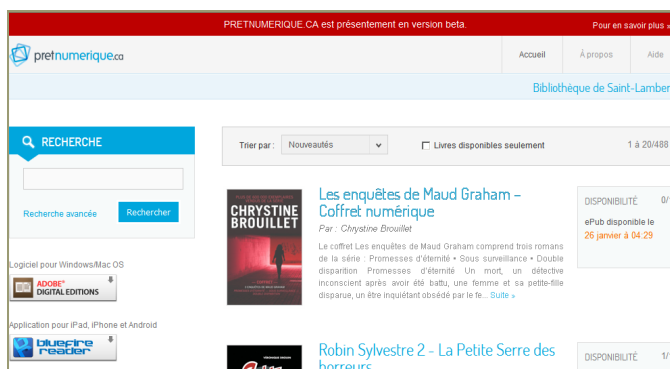 PRETNUMERIQUE.CA est présentement en version beta.
Pour en savoir plus »
pretnumerique.ca
Accueil
À propos
Aide
Bibliothèque de Saint-Lamber
RECHERCHE
Recherche avancée
Rechercher
Logiciel pour Windows/Mac OS
ADOBE®
DIGITAL EDITIONS
Application pour iPad, iPhone et Android
bluefire
reader
Trier par :
Nouveautés
Livres disponibles seulement
1 à 20/488
CHRYSTINE
BROUILLET
Les enquêtes de Maud Graham –
Coffret numérique
Par : Chrystine Brouillet
Le coffret Les enquêtes de Maud Graham comprend trois romans
de la série : Promesses d'éternité • Sous surveillance • Double
disparition Promesses d'éternité Un mort, un détective
inconscient après avoir été battu, une femme et sa petite-fille
disparue, un être inquiétant obsédé par le fe... Suite »
DISPONIBILITÉ
0/
ePub disponible le
26 janvier à 04:29
Robin Sylvestre 2 - La Petite Serre des
horreurs
DISPONIBILITÉ
1/